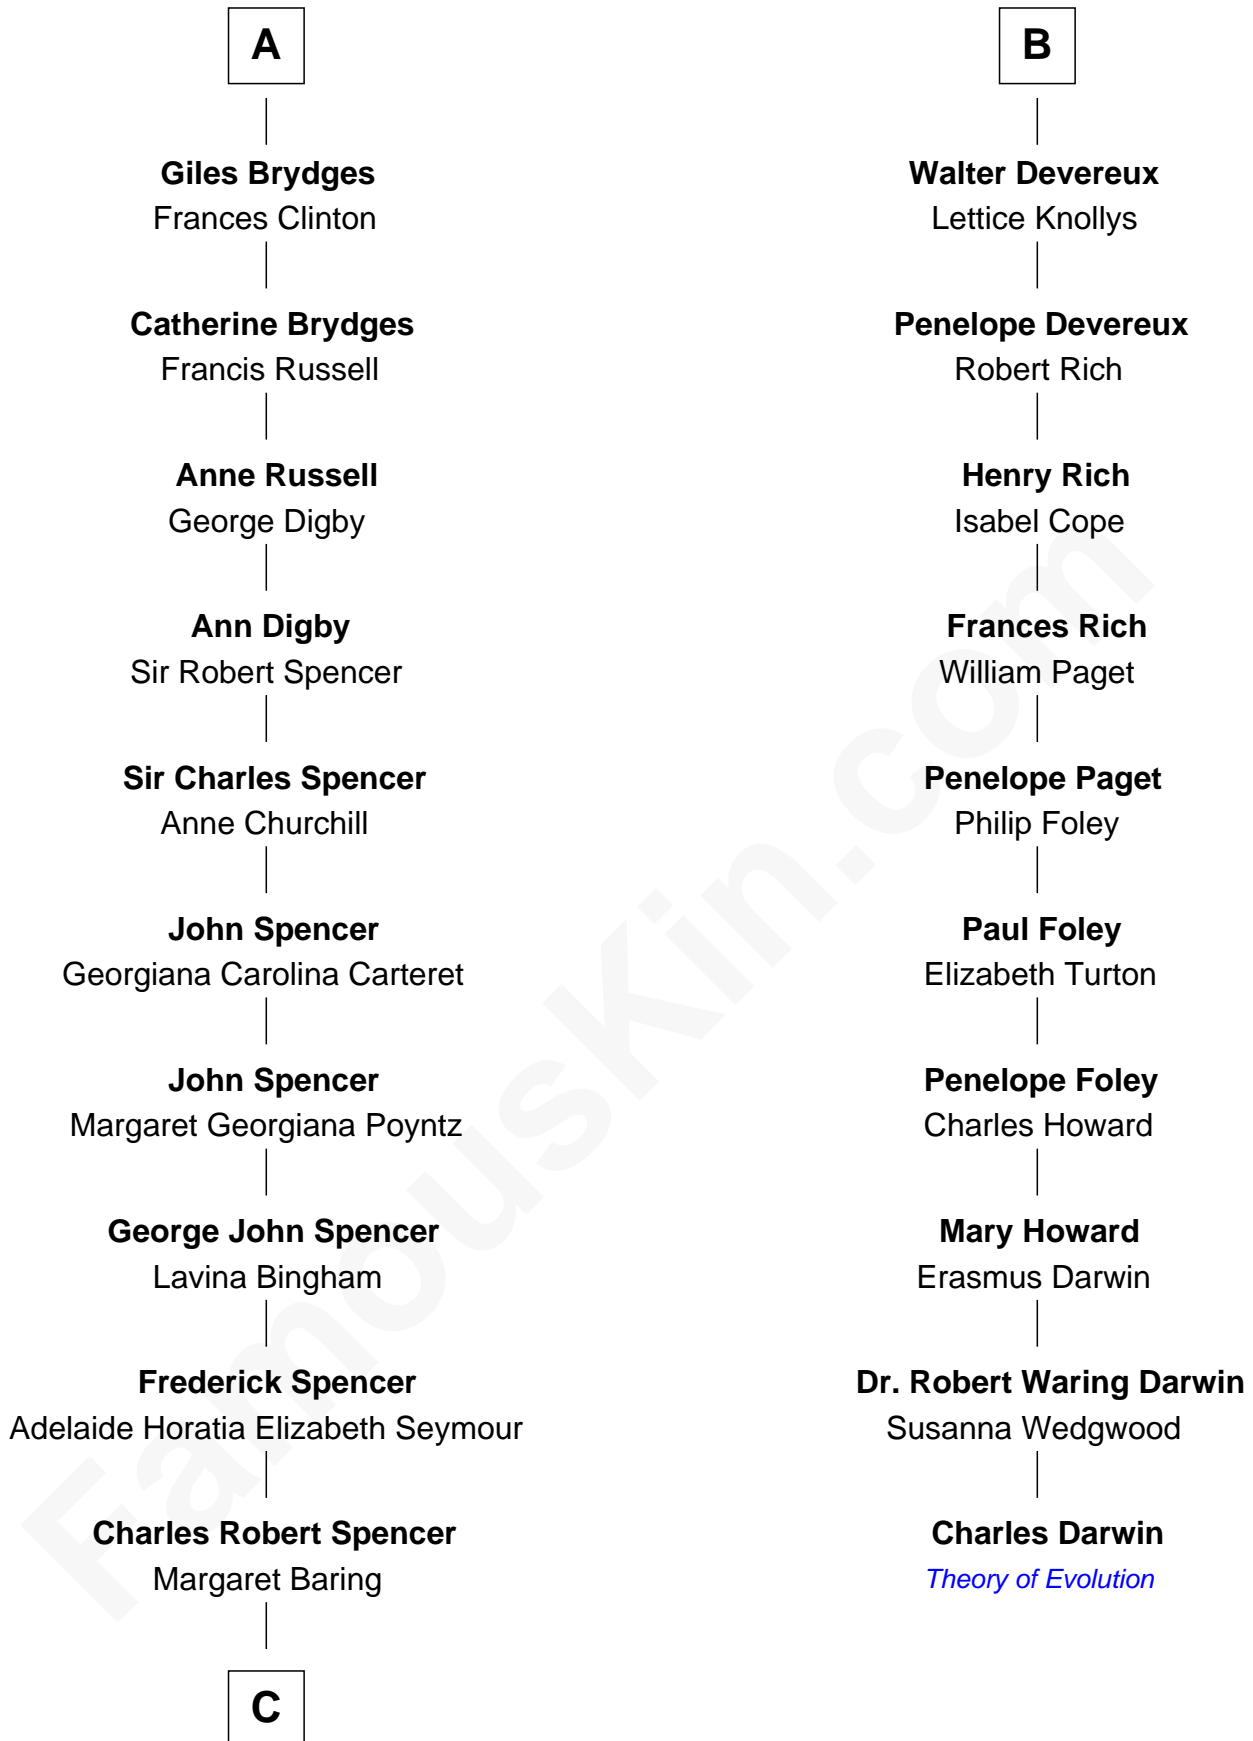 A
Giles Brydges
Frances Clinton
Catherine Brydges
Francis Russell
Anne Russell
George Digby
Ann Digby
Sir Robert Spencer
Sir Charles Spencer
Anne Churchill
John Spencer
Georgiana Carolina Carteret
John Spencer
Margaret Georgiana Poyntz
George John Spencer
Lavina Bingham
Frederick Spencer
Adelaide Horatia Elizabeth Seymour
Charles Robert Spencer
Margaret Baring
C
B
Walter Devereux
Lettice Knollys
Penelope Devereux
Robert Rich
Henry Rich
Isabel Cope
Frances Rich
William Paget
Penelope Paget
Philip Foley
Paul Foley
Elizabeth Turton
Penelope Foley
Charles Howard
Mary Howard
Erasmus Darwin
Dr. Robert Waring Darwin
Susanna Wedgwood
Charles Darwin
Theory of Evolution
FamousKin.com